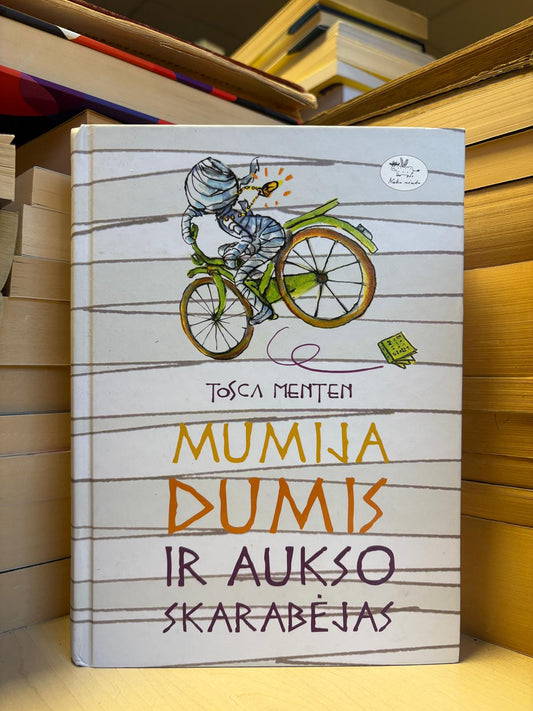 TOSCA MENTEN
MUMIJA
DUMIS
IR AUKSO
SKARABĖJAS